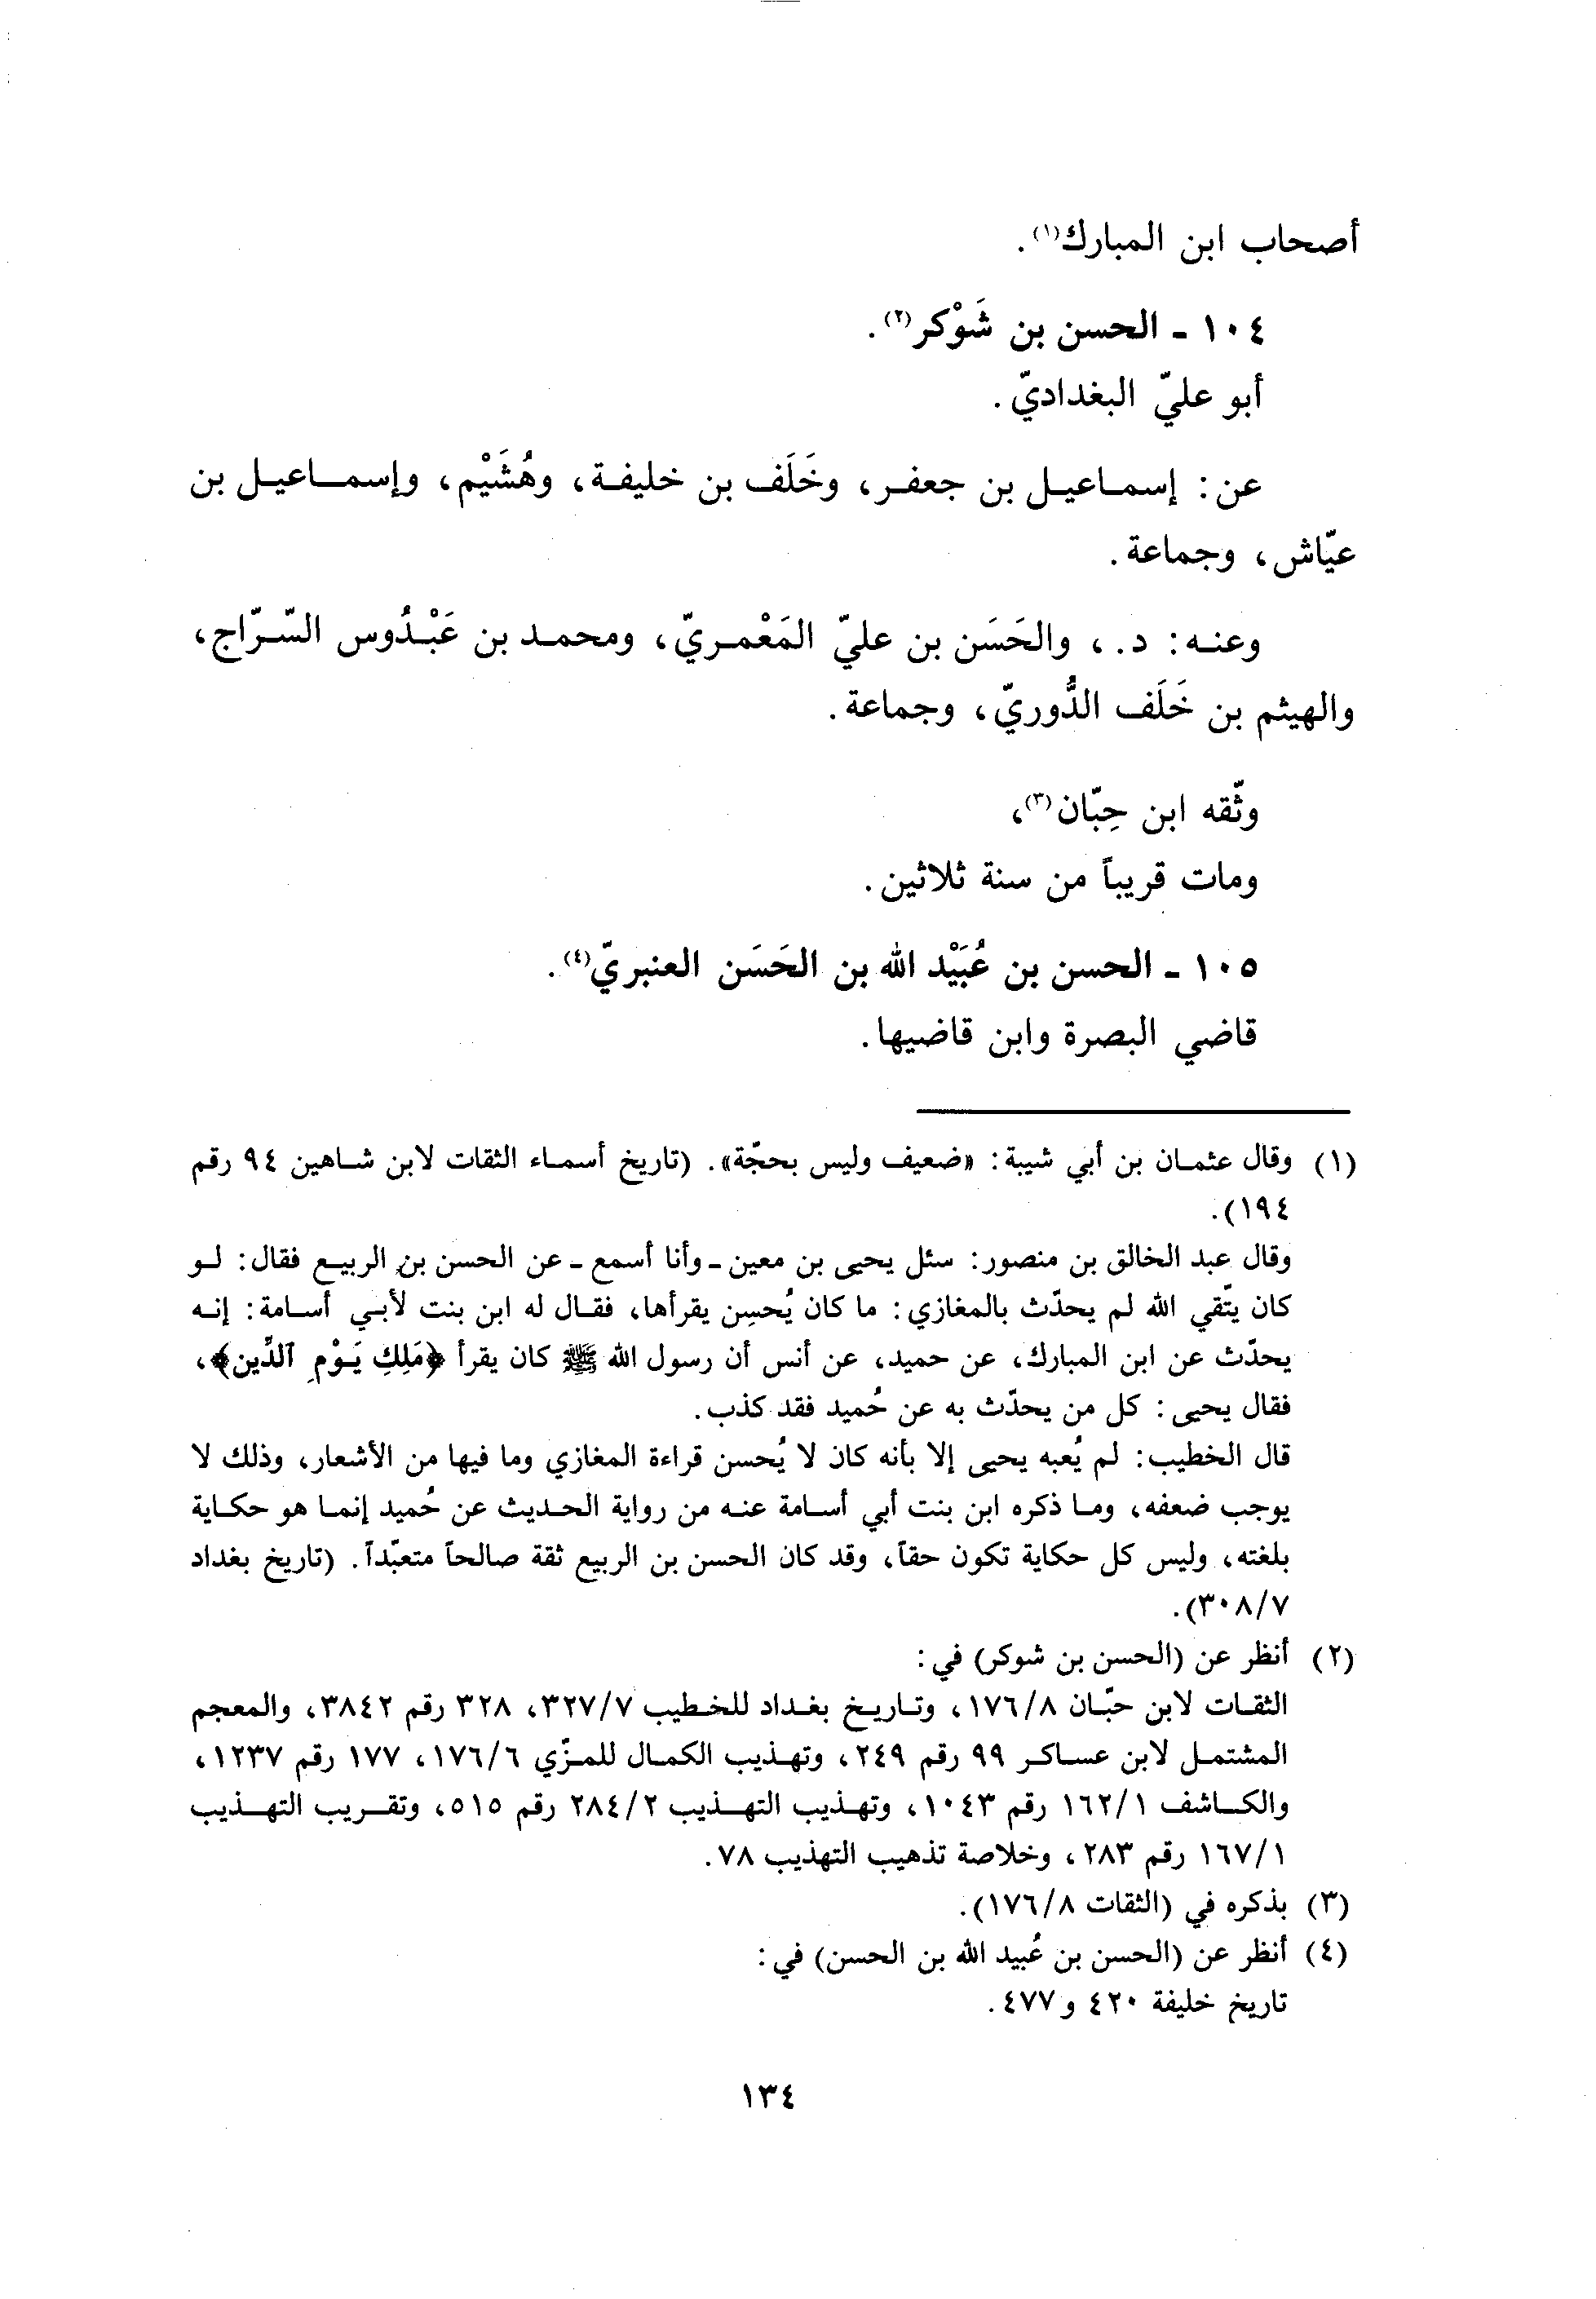 أصحاب ابن المبارك(١).
١٠٤ - الحسن بن شَوْكر(٢).
أبو عليّ البغداديّ.
عن: إسماعيل بن جعفر، وخَلَف بن خليفة، وهُشَيْم، وإسماعيل بن
عيّاش، وجماعة.
وعنه: د.، والحَسَن بن عليّ المَعْمريّ، ومحمد بن عَبْدُوس السّرّاج،
والهيثم بن خَلَف الدُّوريّ، وجماعة.
وثّقه ابن حِبّان(٣)،
ومات قريباً من سنة ثلاثين.
١٠٥ - الحسن بن عُبَيْد الله بن الحَسَن العنبريّ(٤).
قاضي البصرة وابن قاضيها.
(١) وقال عثمان بن أبي شيبة: «ضعيف وليس بحجّة». (تاريخ أسماء الثقات لابن شاهين ٩٤ رقم
١٩٤).
وقال عبد الخالق بن منصور: سئل يحيى بن معين - وأنا أسمع - عن الحسن بن الربيع فقال: لو
كان يتّقي الله لم يحدّث بالمغازي: ما كان يُحسِن يقرأها، فقال له ابن بنت لأبي أسامة: إنه
يحدّث عن ابن المبارك، عن حميد، عن أنس أن رسول الله ﷺ كان يقرأ ﴿مَلِكِ يَوْمِ ٱلدِّين﴾،
فقال يحيى: كل من يحدّث به عن حُميد فقد كذب.
قال الخطيب: لم يُعبه يحيى إلا بأنه كان لا يُحسن قراءة المغازي وما فيها من الأشعار، وذلك لا
يوجب ضعفه، وما ذكره ابن بنت أبي أسامة عنه من رواية الحديث عن حُميد إنما هو حكاية
بلغته، وليس كل حكاية تكون حقاً، وقد كان الحسن بن الربيع ثقة صالحاً متعبّداً. (تاريخ بغداد
٣٠٨/٧).
(٢) أنظر عن (الحسن بن شوكر) في:
الثقات لابن حبّان ١٧٦/٨، وتاريخ بغداد للخطيب ٣٢٧/٧، ٣٢٨ رقم ٣٨٤٢، والمعجم
المشتمل لابن عساكر ٩٩ رقم ٢٤٩، وتهذيب الكمال للمزّي ١٧٦/٦، ١٧٧ رقم ١٢٣٧،
والكاشف ١٦٢/١ رقم ١٠٤٣، وتهذيب التهذيب ٢٨٤/٢ رقم ٥١٥، وتقريب التهذيب
١٦٧/١ رقم ٢٨٣، وخلاصة تذهيب التهذيب ٧٨.
(٣) بذكره في (الثقات ١٧٦/٨).
(٤) أنظر عن (الحسن بن عُبيد الله بن الحسن) في:
تاريخ خليفة ٤٢٠ و٤٧٧.
١٣٤